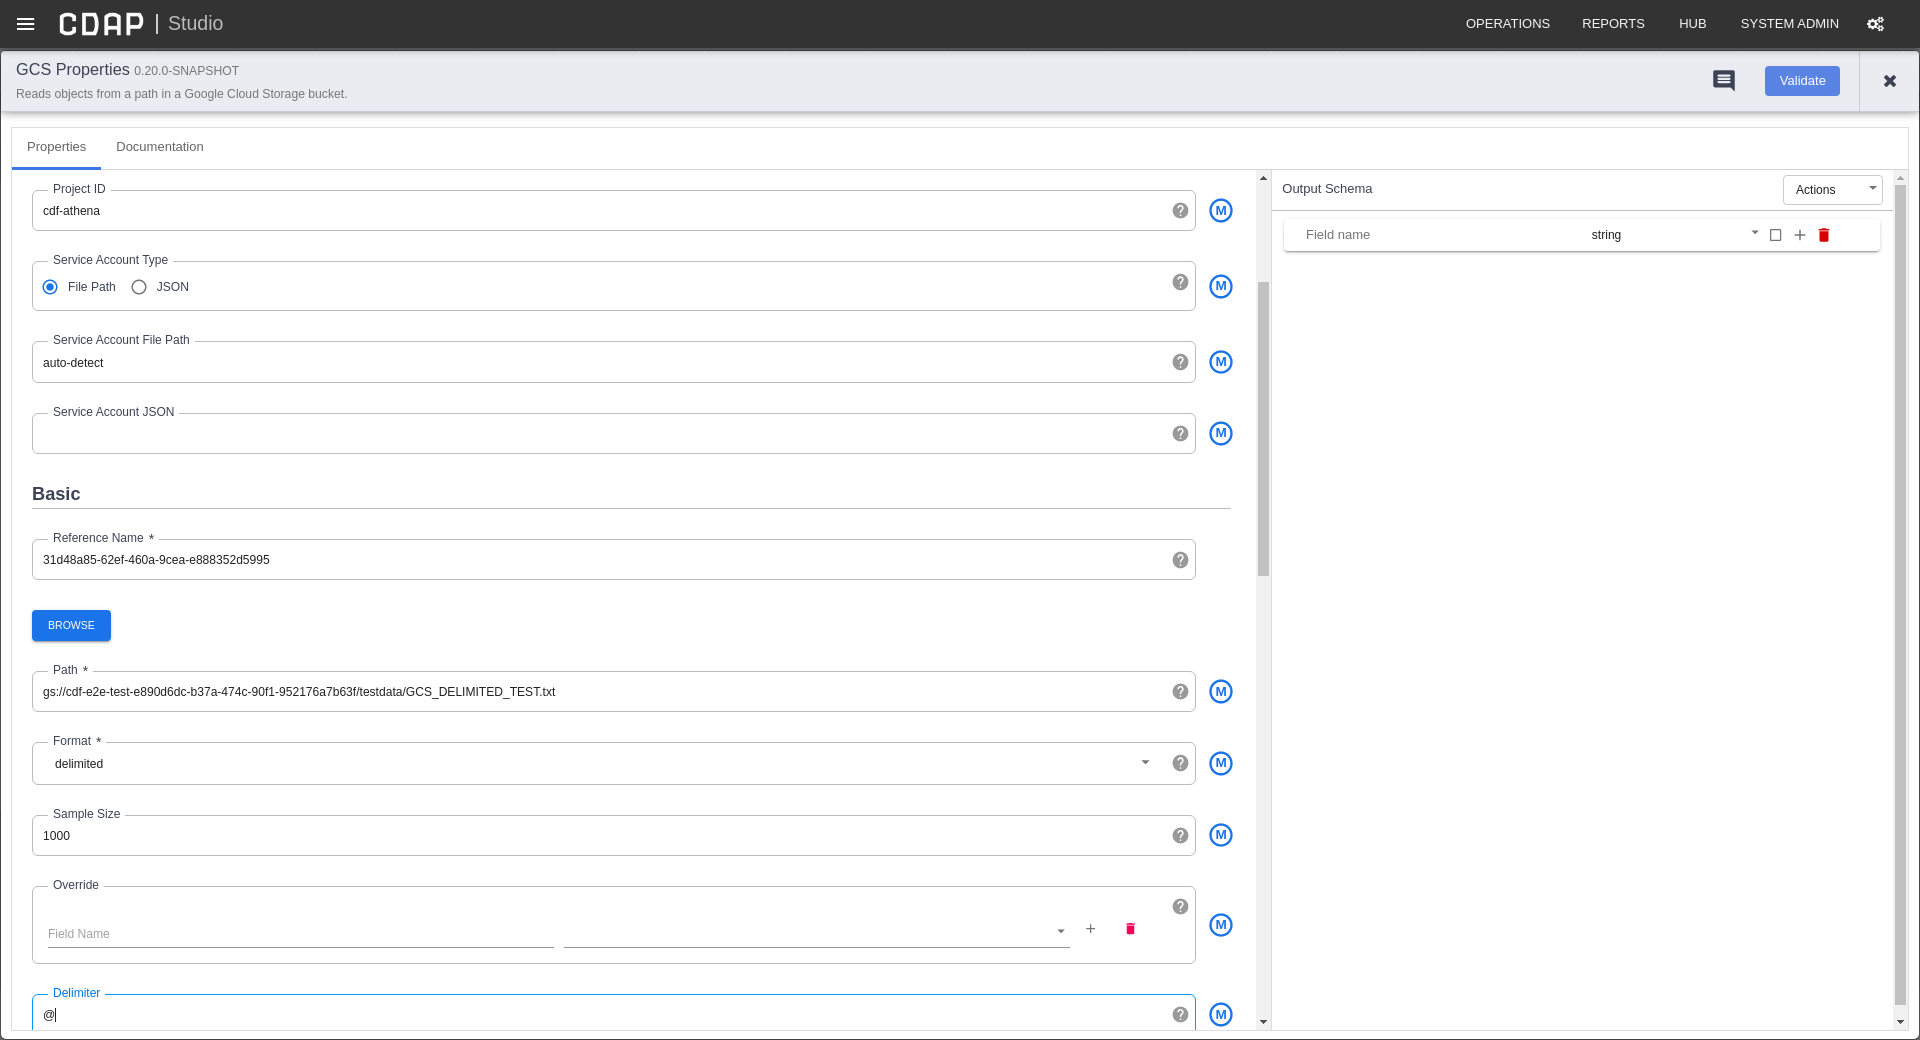 CDAP | Studio
OPERATIONS REPORTS HUB SYSTEM ADMIN
GCS Properties 0.20.0-SNAPSHOT
Reads objects from a path in a Google Cloud Storage bucket.
Validate
Properties Documentation
Project ID
cdf-athena
M
Service Account Type
File Path JSON
M
Service Account File Path
auto-detect
M
Service Account JSON
M
Basic
Reference Name *
31d48a85-62ef-460a-9cea-e888352d5995
BROWSE
Path *
gs://cdf-e2e-test-e890d6dc-b37a-474c-90f1-952176a7b63f/testdata/GCS_DELIMITED_TEST.txt
M
Format *
delimited
M
Sample Size
1000
M
Override
Field Name
M
Delimiter
@
M
Output Schema
Actions
Field name string